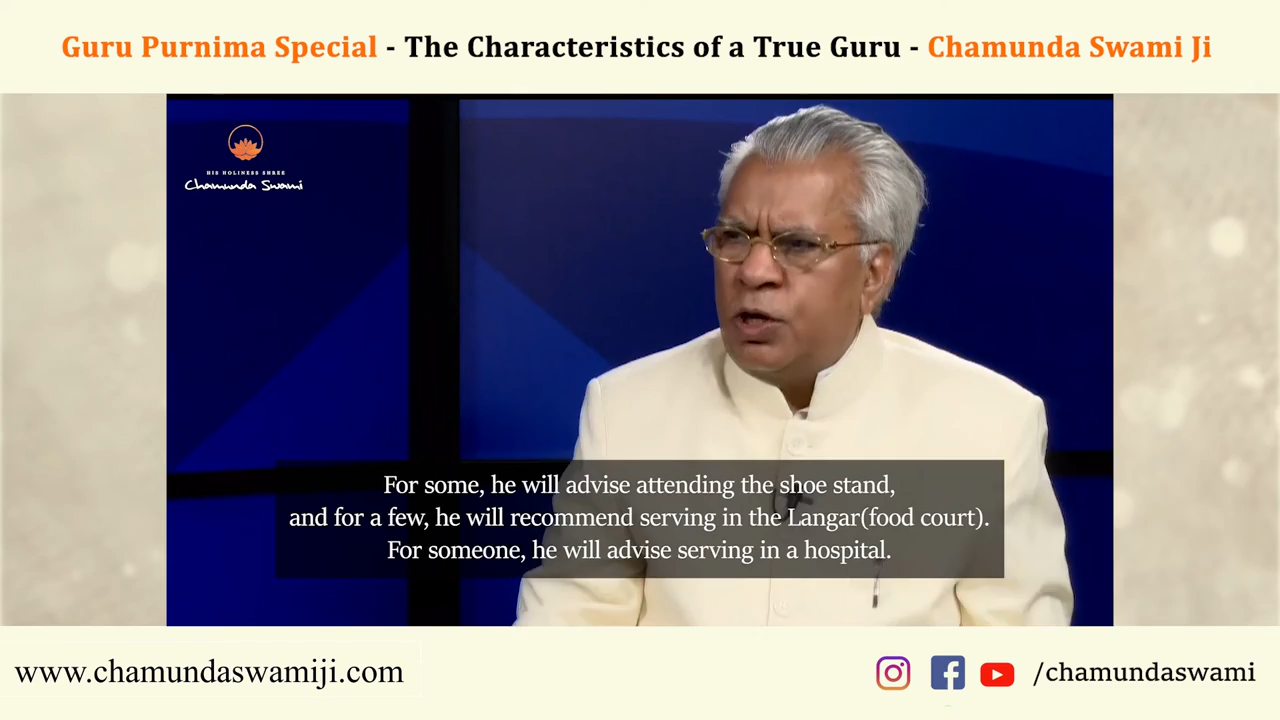 Guru Purnima Special - The Characteristics of a True Guru - Chamunda Swami Ji
HIS HOLINESS SHREE
Chamunda Swami
For some, he will advise attending the shoe stand,
and for a few, he will recommend serving in the Langar(food court).
For someone, he will advise serving in a hospital.
www.chamundaswamiji.com
/chamundaswami